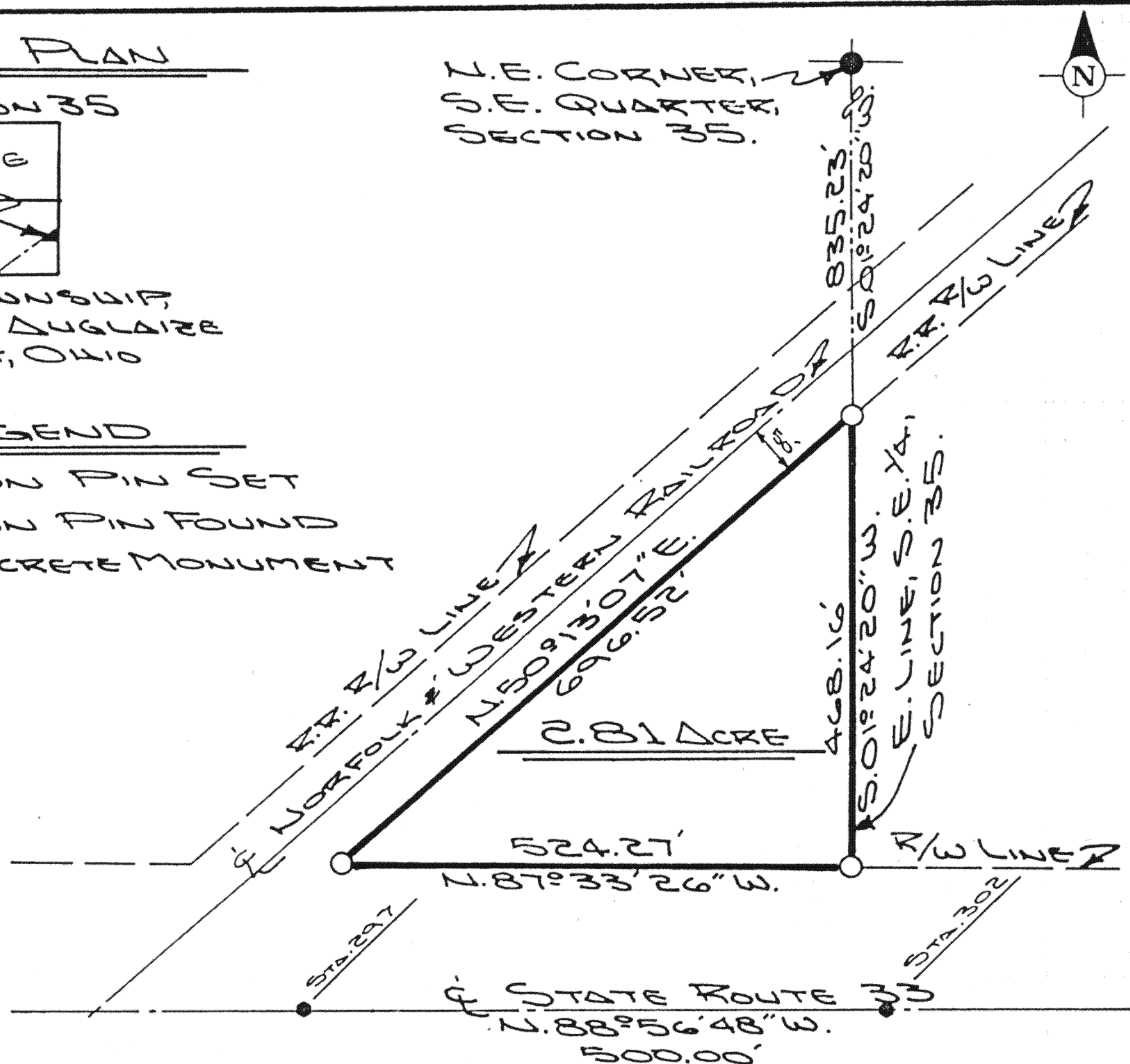 PLAN
ON 35
E
UNSHIP,
AUGLAIZE
, OHIO
GEND
ON PIN SET
ON PIN FOUND
CRETE MONUMENT
N.E. CORNER,
S.E. QUARTER,
SECTION 35.
N
835.23'
S.01°24'20"W.
R.R. R/W LINE
R.R. R/W LINE
℄ NORFOLK & WESTERN RAILROAD
N.50°13'07"E.
696.52'
2.81 ACRE
468.16'
S.01°24'20"W.
E. LINE, S.E. 1/4,
SECTION 35.
524.27'
N.87°33'26"W.
R/W LINE
STA. 297
STA. 302
℄ STATE ROUTE 33
N.88°56'48"W.
500.00'